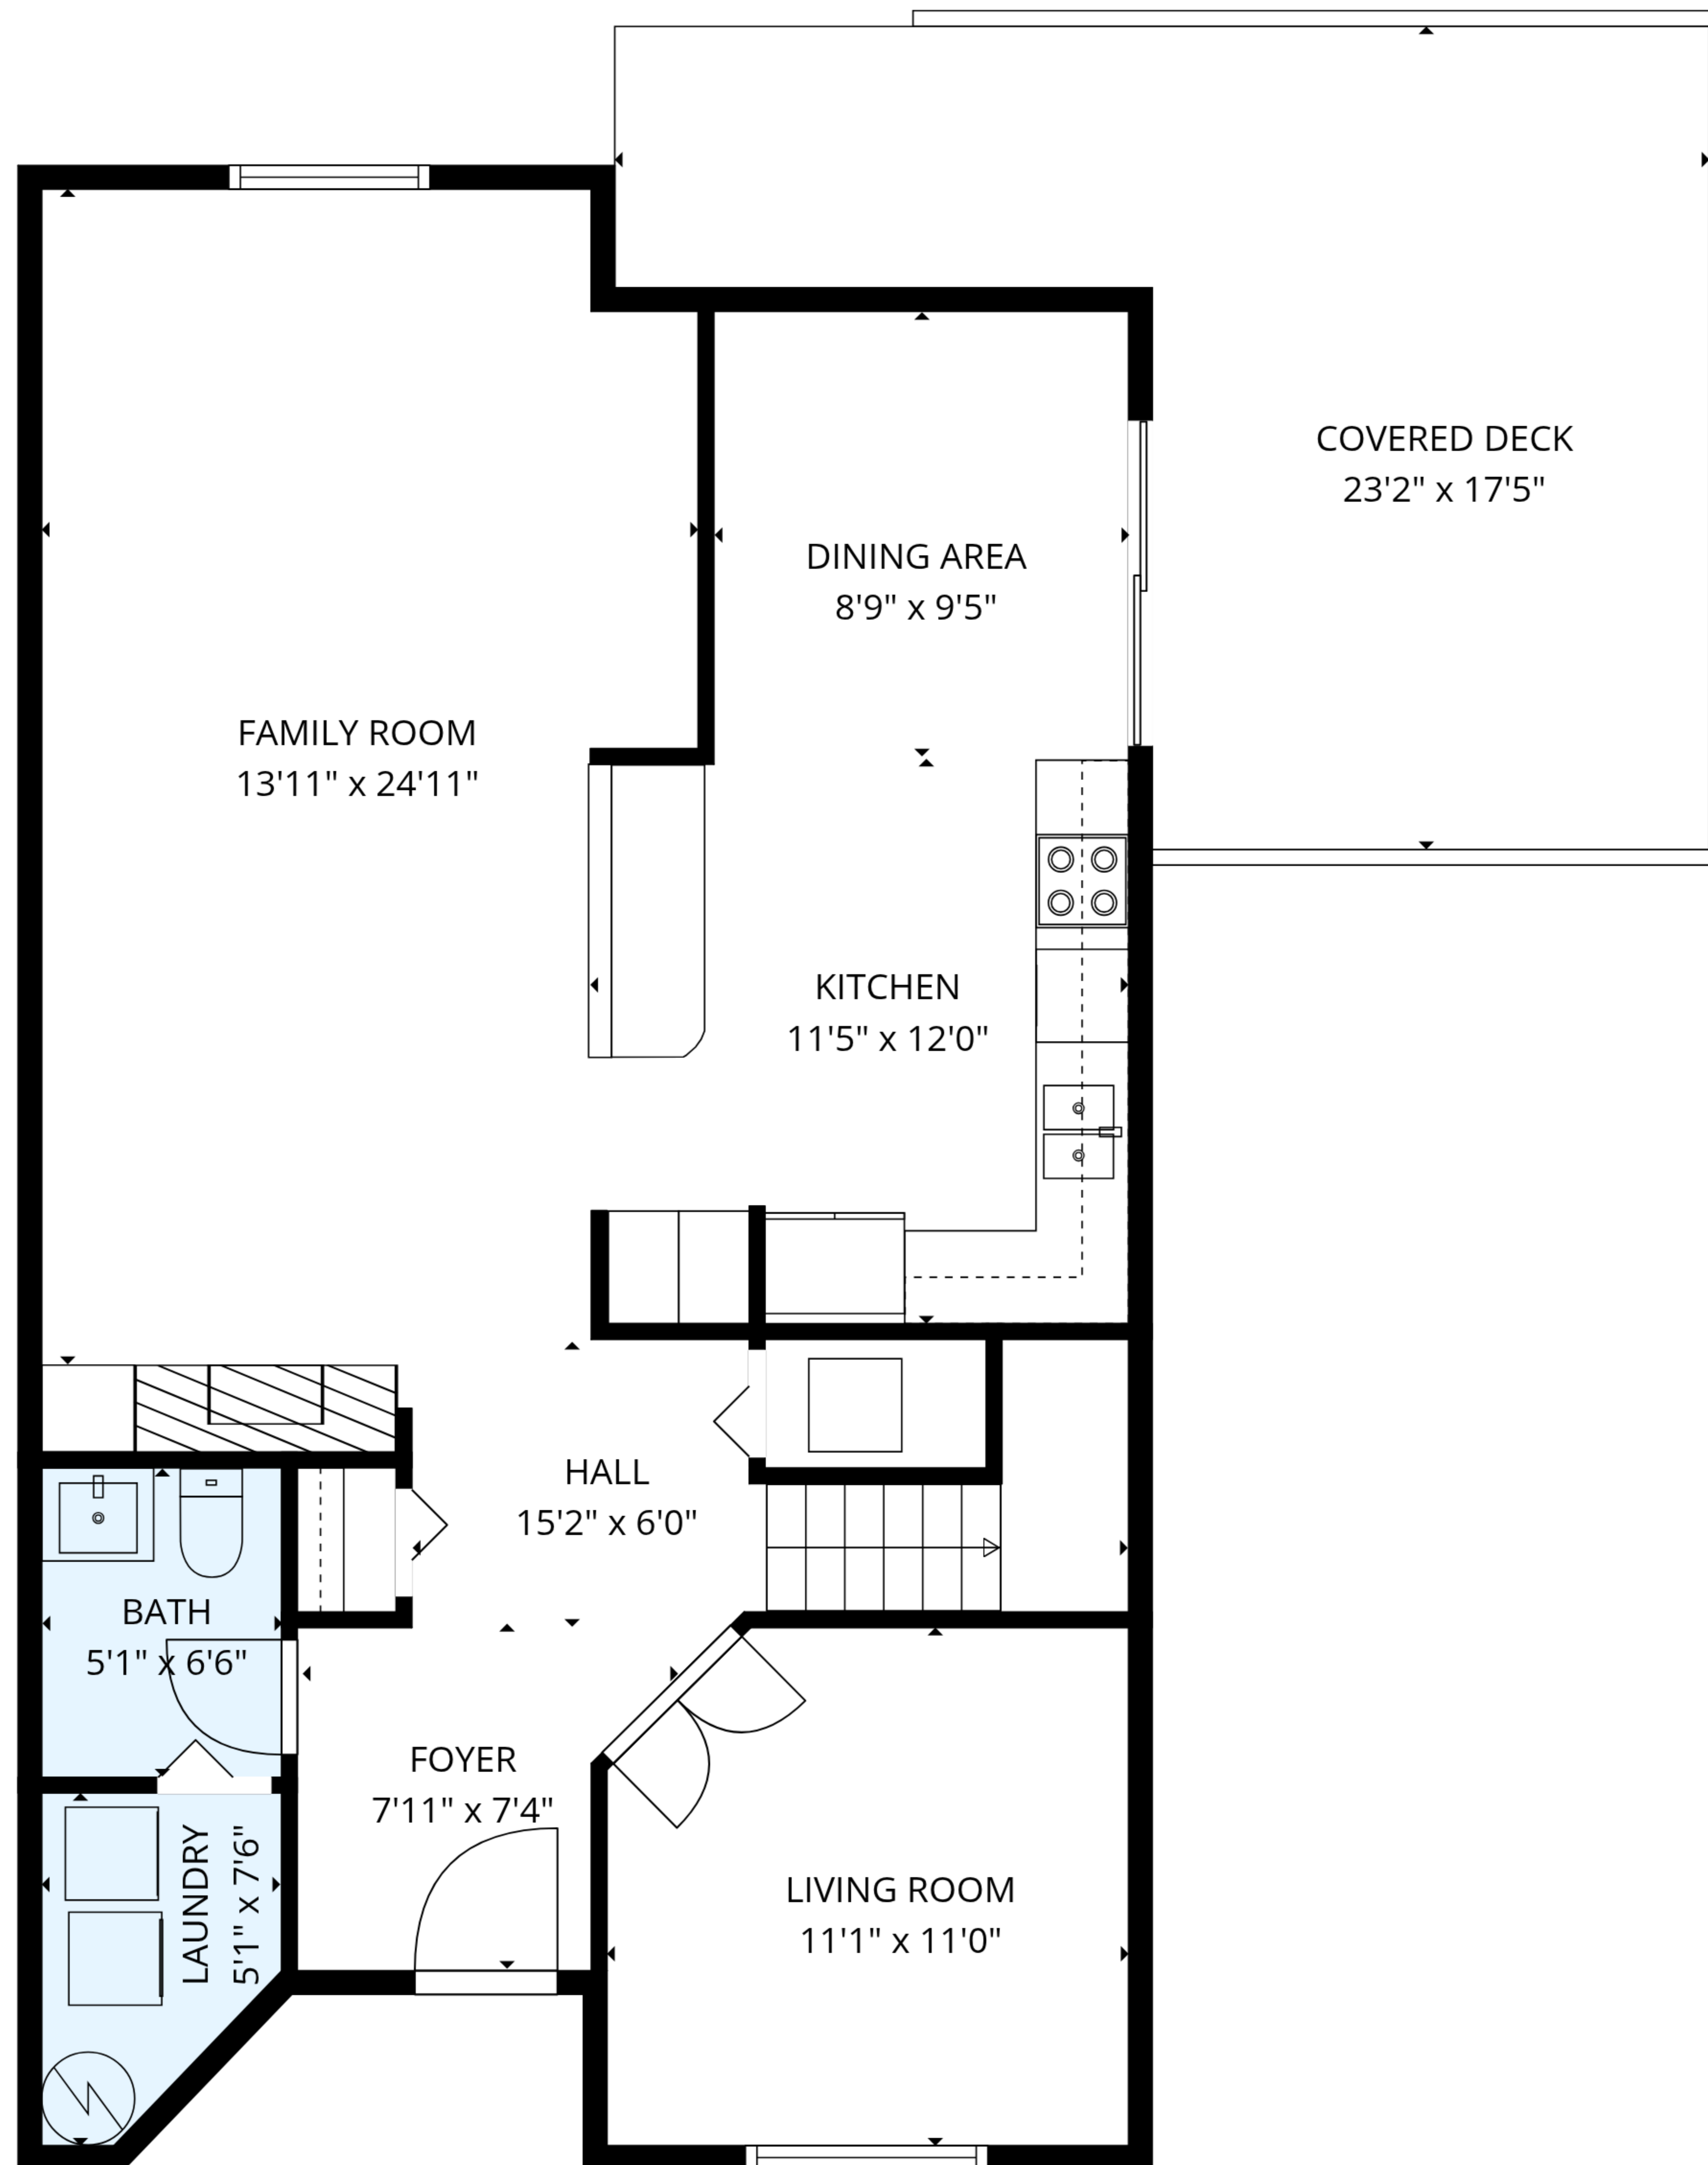 COVERED DECK
23'2" x 17'5"
DINING AREA
8'9" x 9'5"
FAMILY ROOM
13'11" x 24'11"
KITCHEN
11'5" x 12'0"
HALL
15'2" x 6'0"
BATH
5'1" x 6'6"
FOYER
7'11" x 7'4"
LAUNDRY
5'1" x 7'6"
LIVING ROOM
11'1" x 11'0"